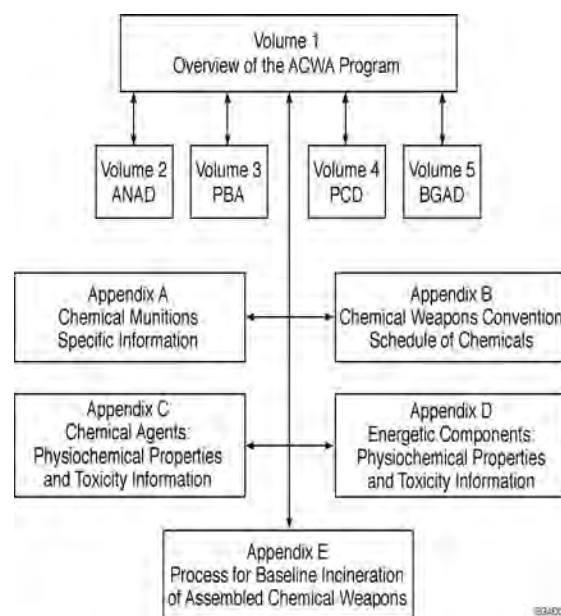 Volume 1
Overview of the ACWA Program
Volume 2
ANAD
Volume 3
PBA
Volume 4
PCD
Volume 5
BGAD
Appendix A
Chemical Munitions
Specific Information
Appendix B
Chemical Weapons Convention
Schedule of Chemicals
Appendix C
Chemical Agents:
Physiochemical Properties
and Toxicity Information
Appendix D
Energetic Components:
Physiochemical Properties
and Toxicity Information
Appendix E
Process for Baseline Incineration
of Assembled Chemical Weapons